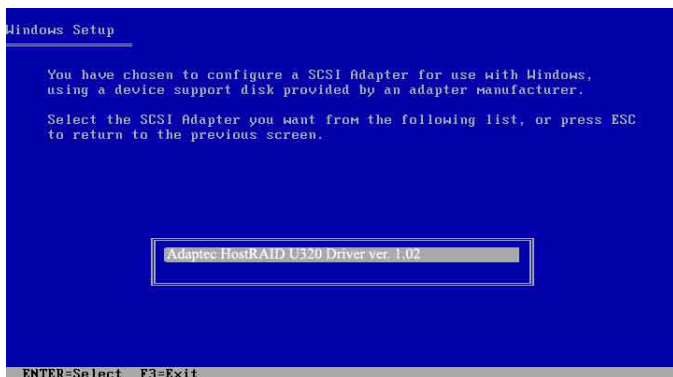 Windows Setup
You have chosen to configure a SCSI Adapter for use with Windows,
using a device support disk provided by an adapter manufacturer.
Select the SCSI Adapter you want from the following list, or press ESC
to return to the previous screen.
Adaptec HostRAID U320 Driver ver. 1.02
ENTER=Select F3=Exit